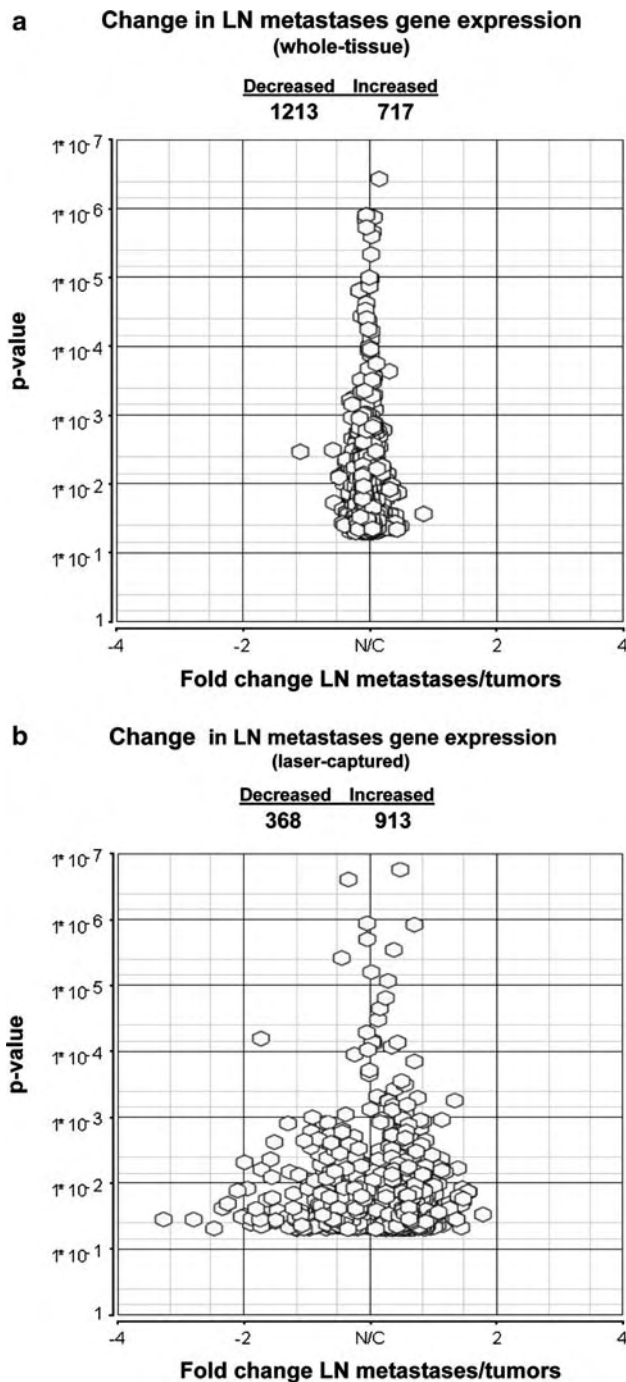 a
Change in LN metastases gene expression
(whole-tissue)
Decreased Increased
1213 717
1* 10 -7
1* 10 -6
1* 10 -5
1* 10 -4
1* 10 -3
1* 10 -2
1* 10 -1
1
p-value
-4 -2 N/C 2 4
Fold change LN metastases/tumors
b
Change in LN metastases gene expression
(laser-captured)
Decreased Increased
368 913
1* 10 -7
1* 10 -6
1* 10 -5
1* 10 -4
1* 10 -3
1* 10 -2
1* 10 -1
1
p-value
-4 -2 N/C 2 4
Fold change LN metastases/tumors